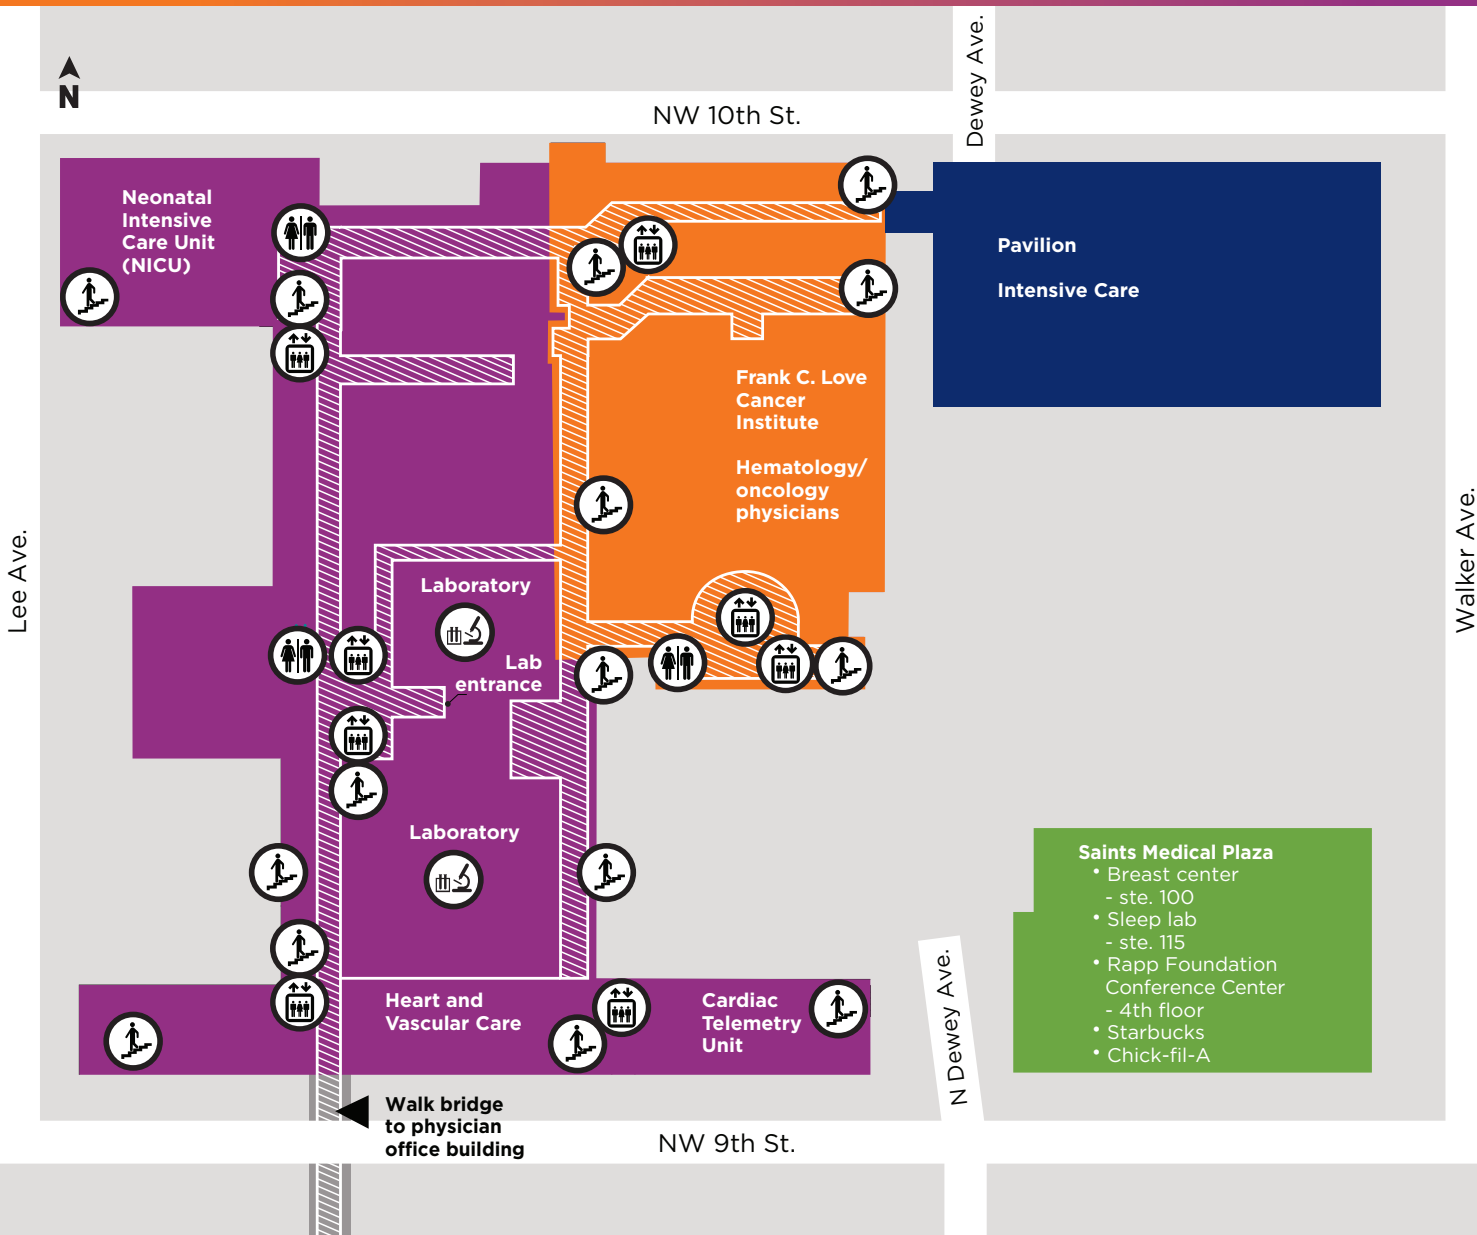 Dewey Ave.
N
NW 10th St.
Neonatal
Intensive
Care Unit
(NICU)
Pavilion
Intensive Care
Frank C. Love
Cancer
Institute
Hematology/
oncology
physicians
Lee Ave.
Walker Ave.
Laboratory
Lab
entrance
Laboratory
Saints Medical Plaza
• Breast center
- ste. 100
• Sleep lab
- ste. 115
• Rapp Foundation
Conference Center
- 4th floor
• Starbucks
• Chick-fil-A
Heart and
Vascular Care
Cardiac
Telemetry
Unit
N Dewey Ave.
Walk bridge
to physician
office building
NW 9th St.